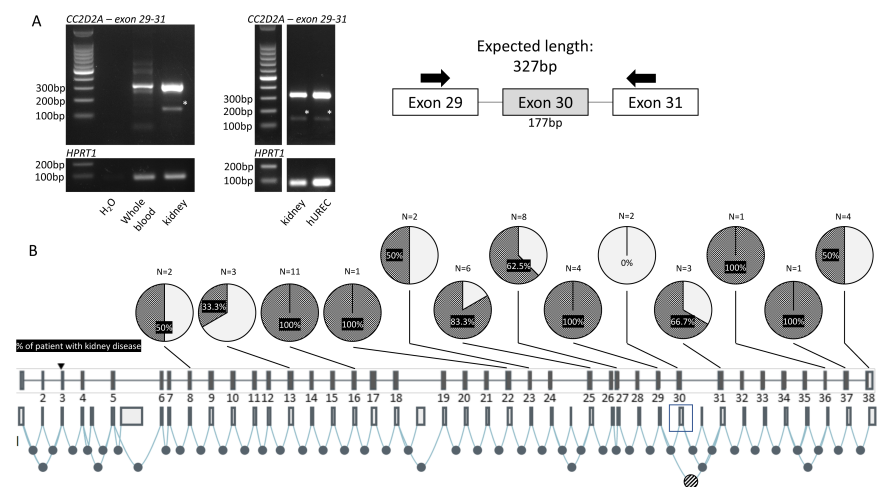 A
CC2D2A – exon 29-31
300bp
200bp
100bp
*
HPRT1
200bp
100bp
H₂O
Whole
blood
kidney
CC2D2A – exon 29-31
300bp
200bp
100bp
* *
HPRT1
200bp
100bp
kidney
hUREC
Expected length:
327bp
Exon 29
Exon 30
Exon 31
177bp
B
N=2
50%
N=3
33.3%
N=11
100%
N=1
100%
N=2
50%
N=6
83.3%
N=8
62.5%
N=4
100%
N=2
0%
N=3
66.7%
N=1
100%
N=1
100%
N=4
50%
% of patient with kidney disease
2 3 4 5 6 7 8 9 10 11 12 13 14 15 16 17 18 19 20 21 22 23 24 25 26 27 28 29 30 31 32 33 34 35 36 37 38
I